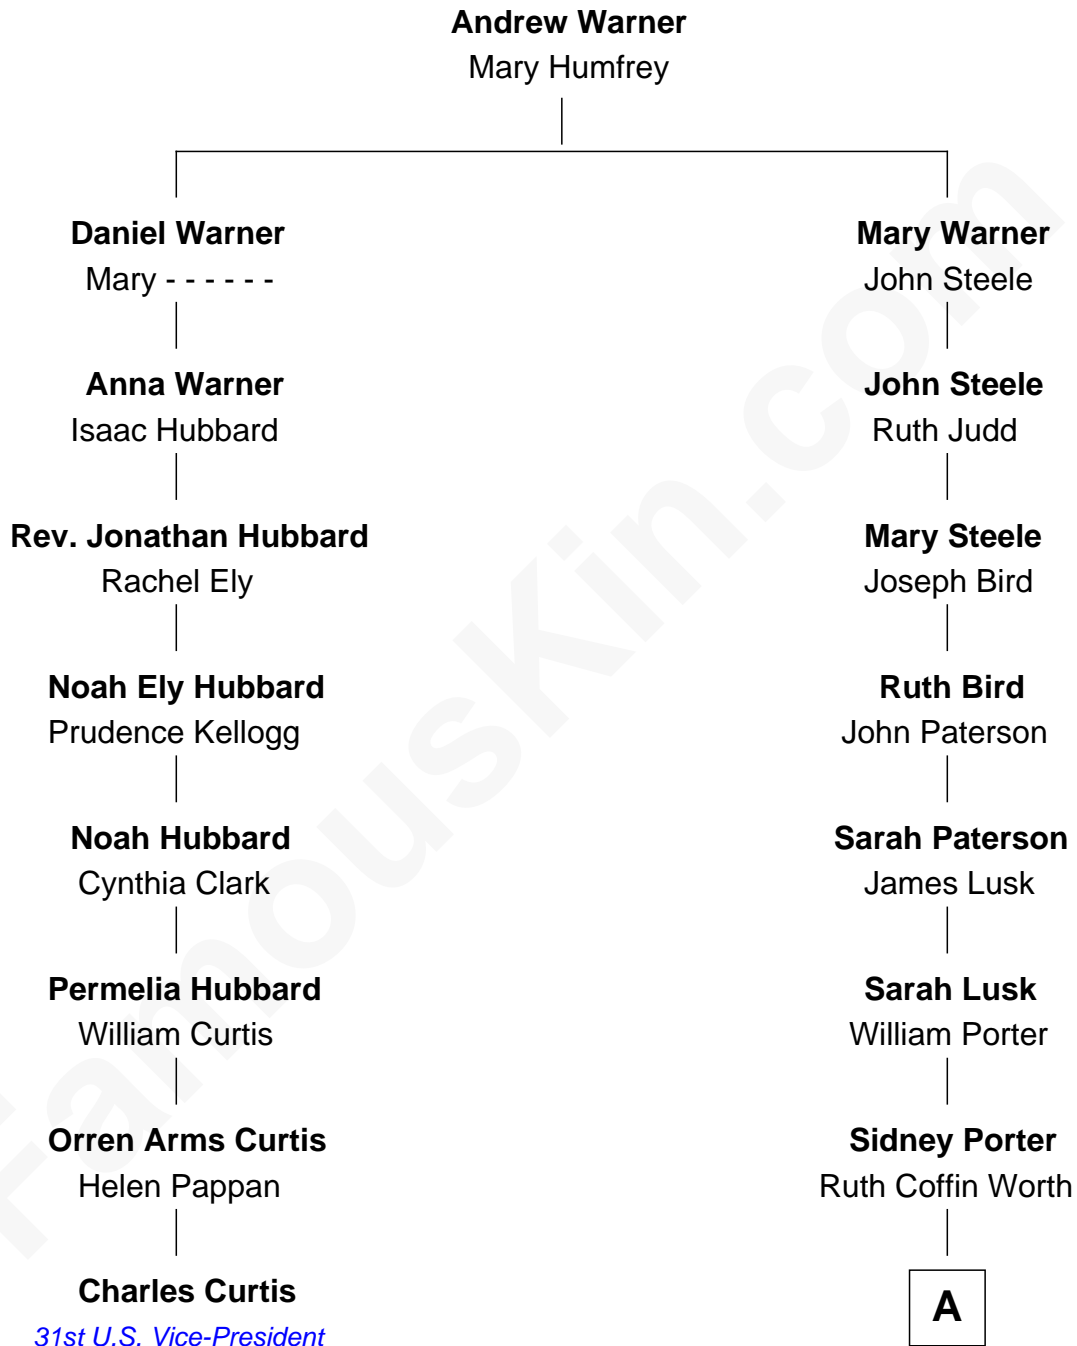 Andrew Warner
Mary Humfrey
Daniel Warner
Mary - - - - - -
Anna Warner
Isaac Hubbard
Rev. Jonathan Hubbard
Rachel Ely
Noah Ely Hubbard
Prudence Kellogg
Noah Hubbard
Cynthia Clark
Permelia Hubbard
William Curtis
Orren Arms Curtis
Helen Pappan
Charles Curtis
31st U.S. Vice-President
Mary Warner
John Steele
John Steele
Ruth Judd
Mary Steele
Joseph Bird
Ruth Bird
John Paterson
Sarah Paterson
James Lusk
Sarah Lusk
William Porter
Sidney Porter
Ruth Coffin Worth
A
FamousKin.com